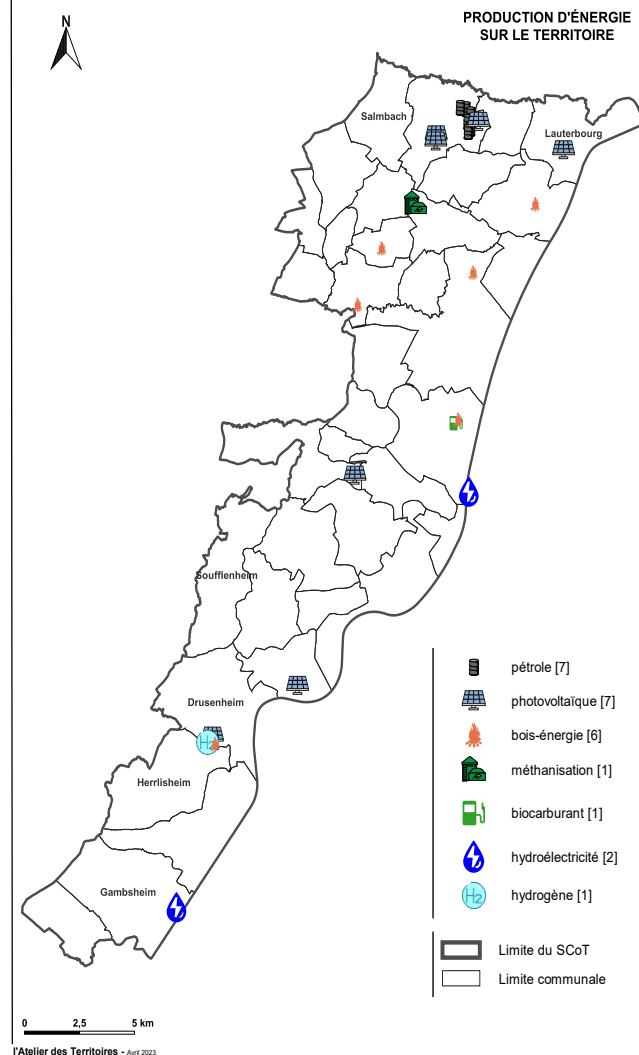 PRODUCTION D'ÉNERGIE
SUR LE TERRITOIRE
N
Salmbach
Lauterbourg
Soufflenheim
Drusenheim
H2
Herrlisheim
Gambsheim
pétrole [7]
photovoltaïque [7]
bois-énergie [6]
méthanisation [1]
biocarburant [1]
hydroélectricité [2]
H2 hydrogène [1]
Limite du SCoT
Limite communale
0 2,5 5 km
l'Atelier des Territoires - Avril 2023